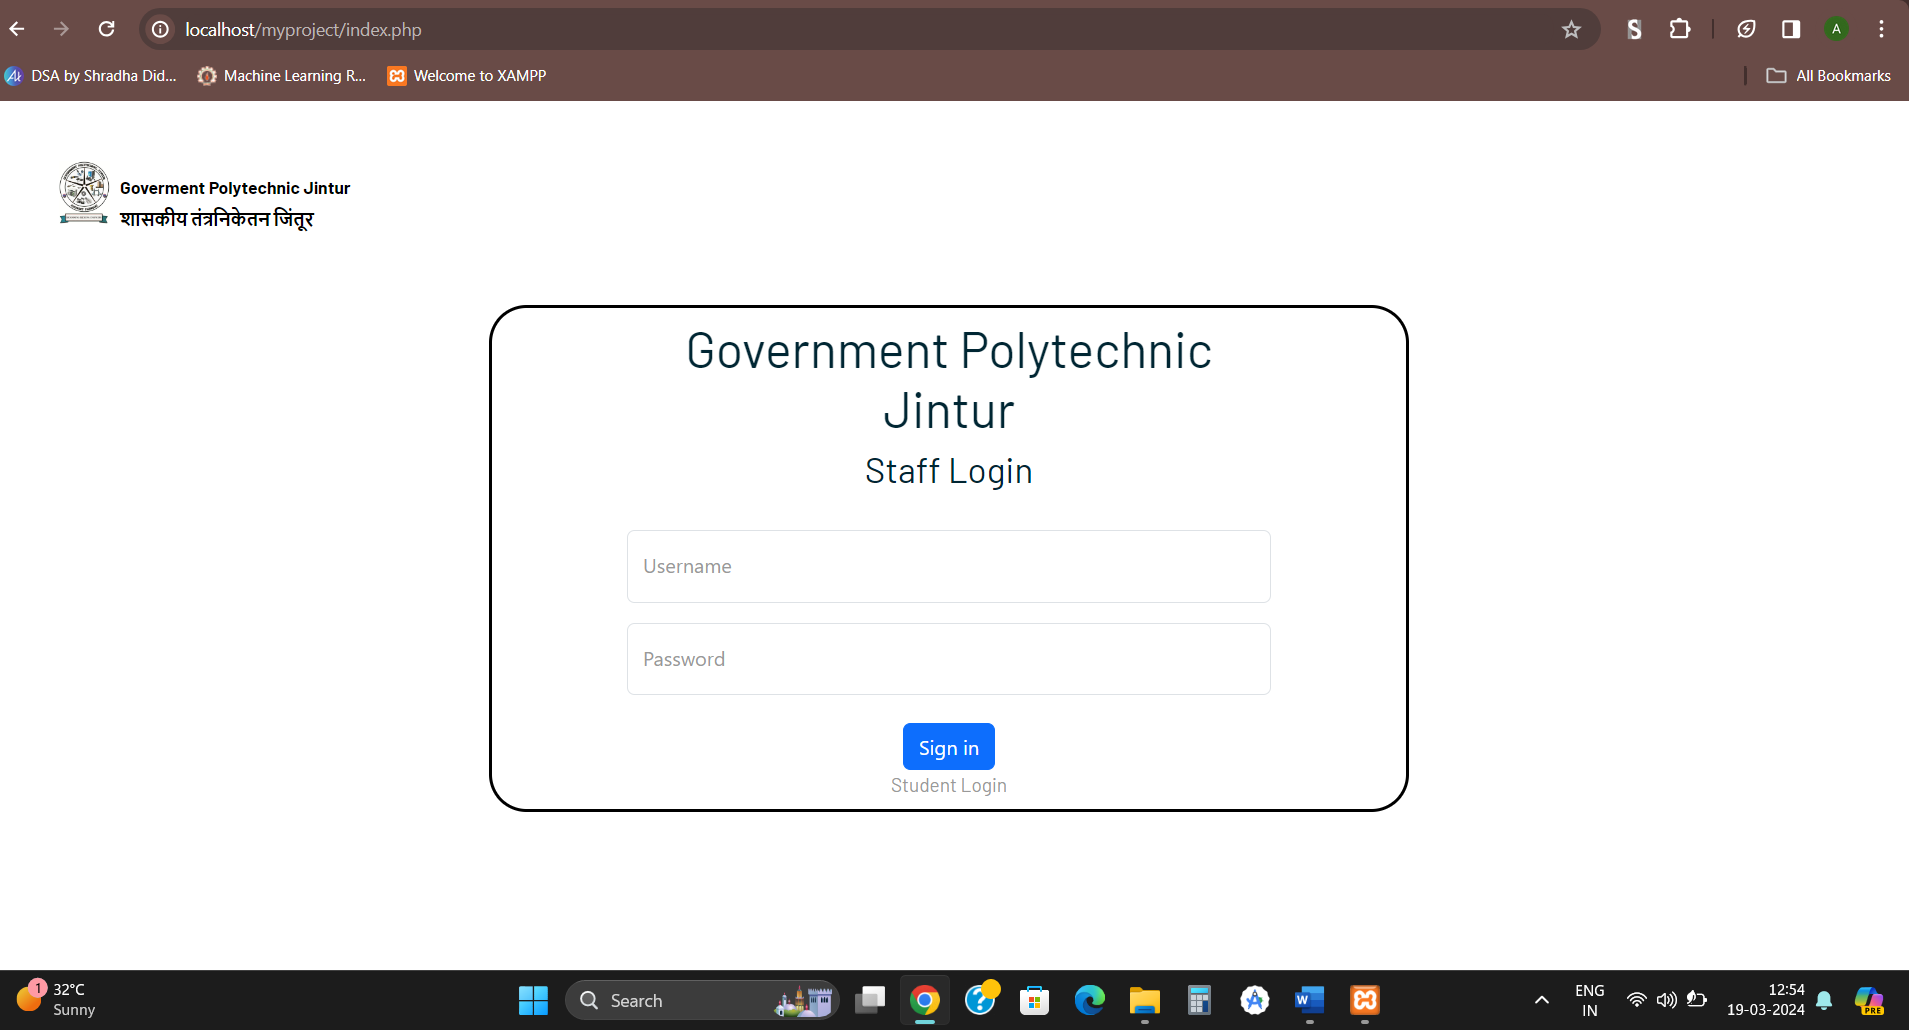 localhost/myproject/index.php
A
DSA by Shradha Did...
Machine Learning R...
Welcome to XAMPP
All Bookmarks
Goverment Polytechnic Jintur
शासकीय तंत्रनिकेतन जिंतूर
Government Polytechnic
Jintur
Staff Login
Username
Password
Sign in
Student Login
1
32°C
Sunny
Search
ENG
IN
12:54
19-03-2024
PRE